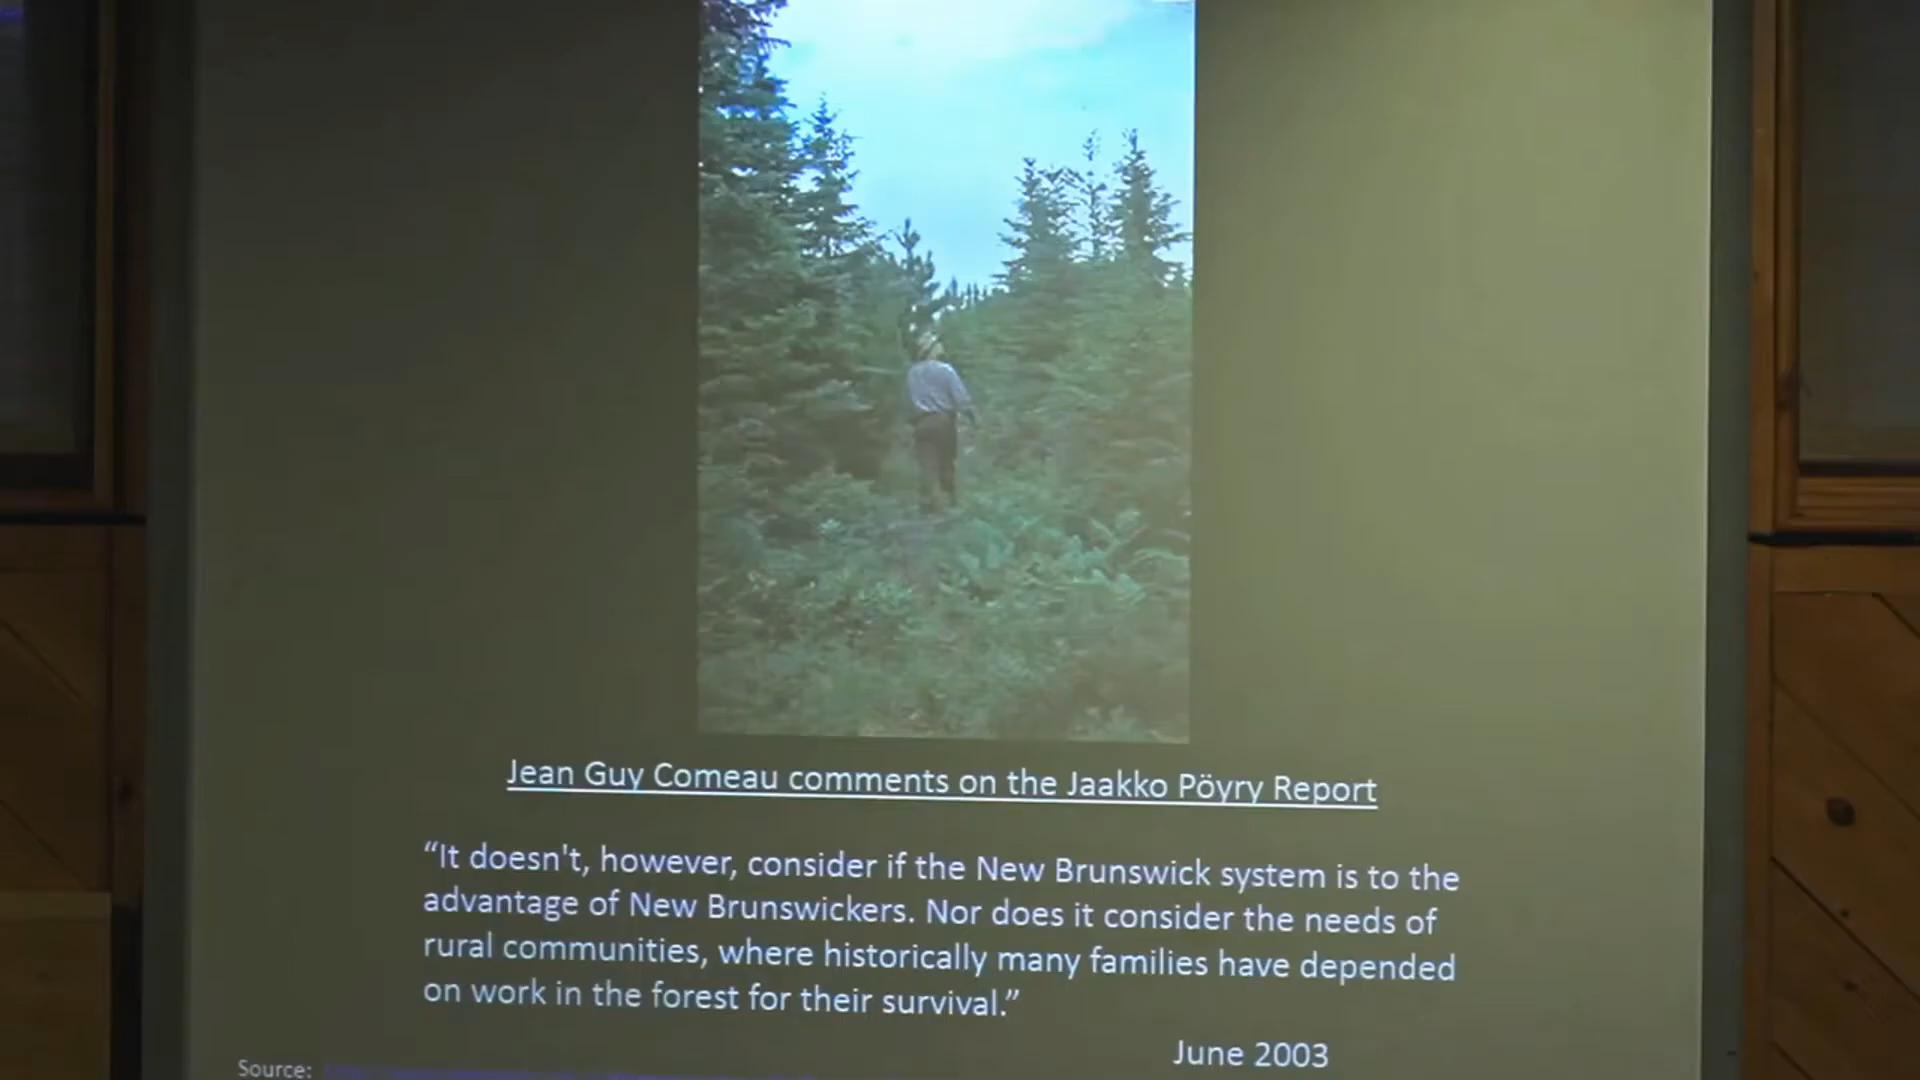 Jean Guy Comeau comments on the Jaakko Pöyry Report
“It doesn't, however, consider if the New Brunswick system is to the
advantage of New Brunswickers. Nor does it consider the needs of
rural communities, where historically many families have depended
on work in the forest for their survival.”
June 2003
Source: